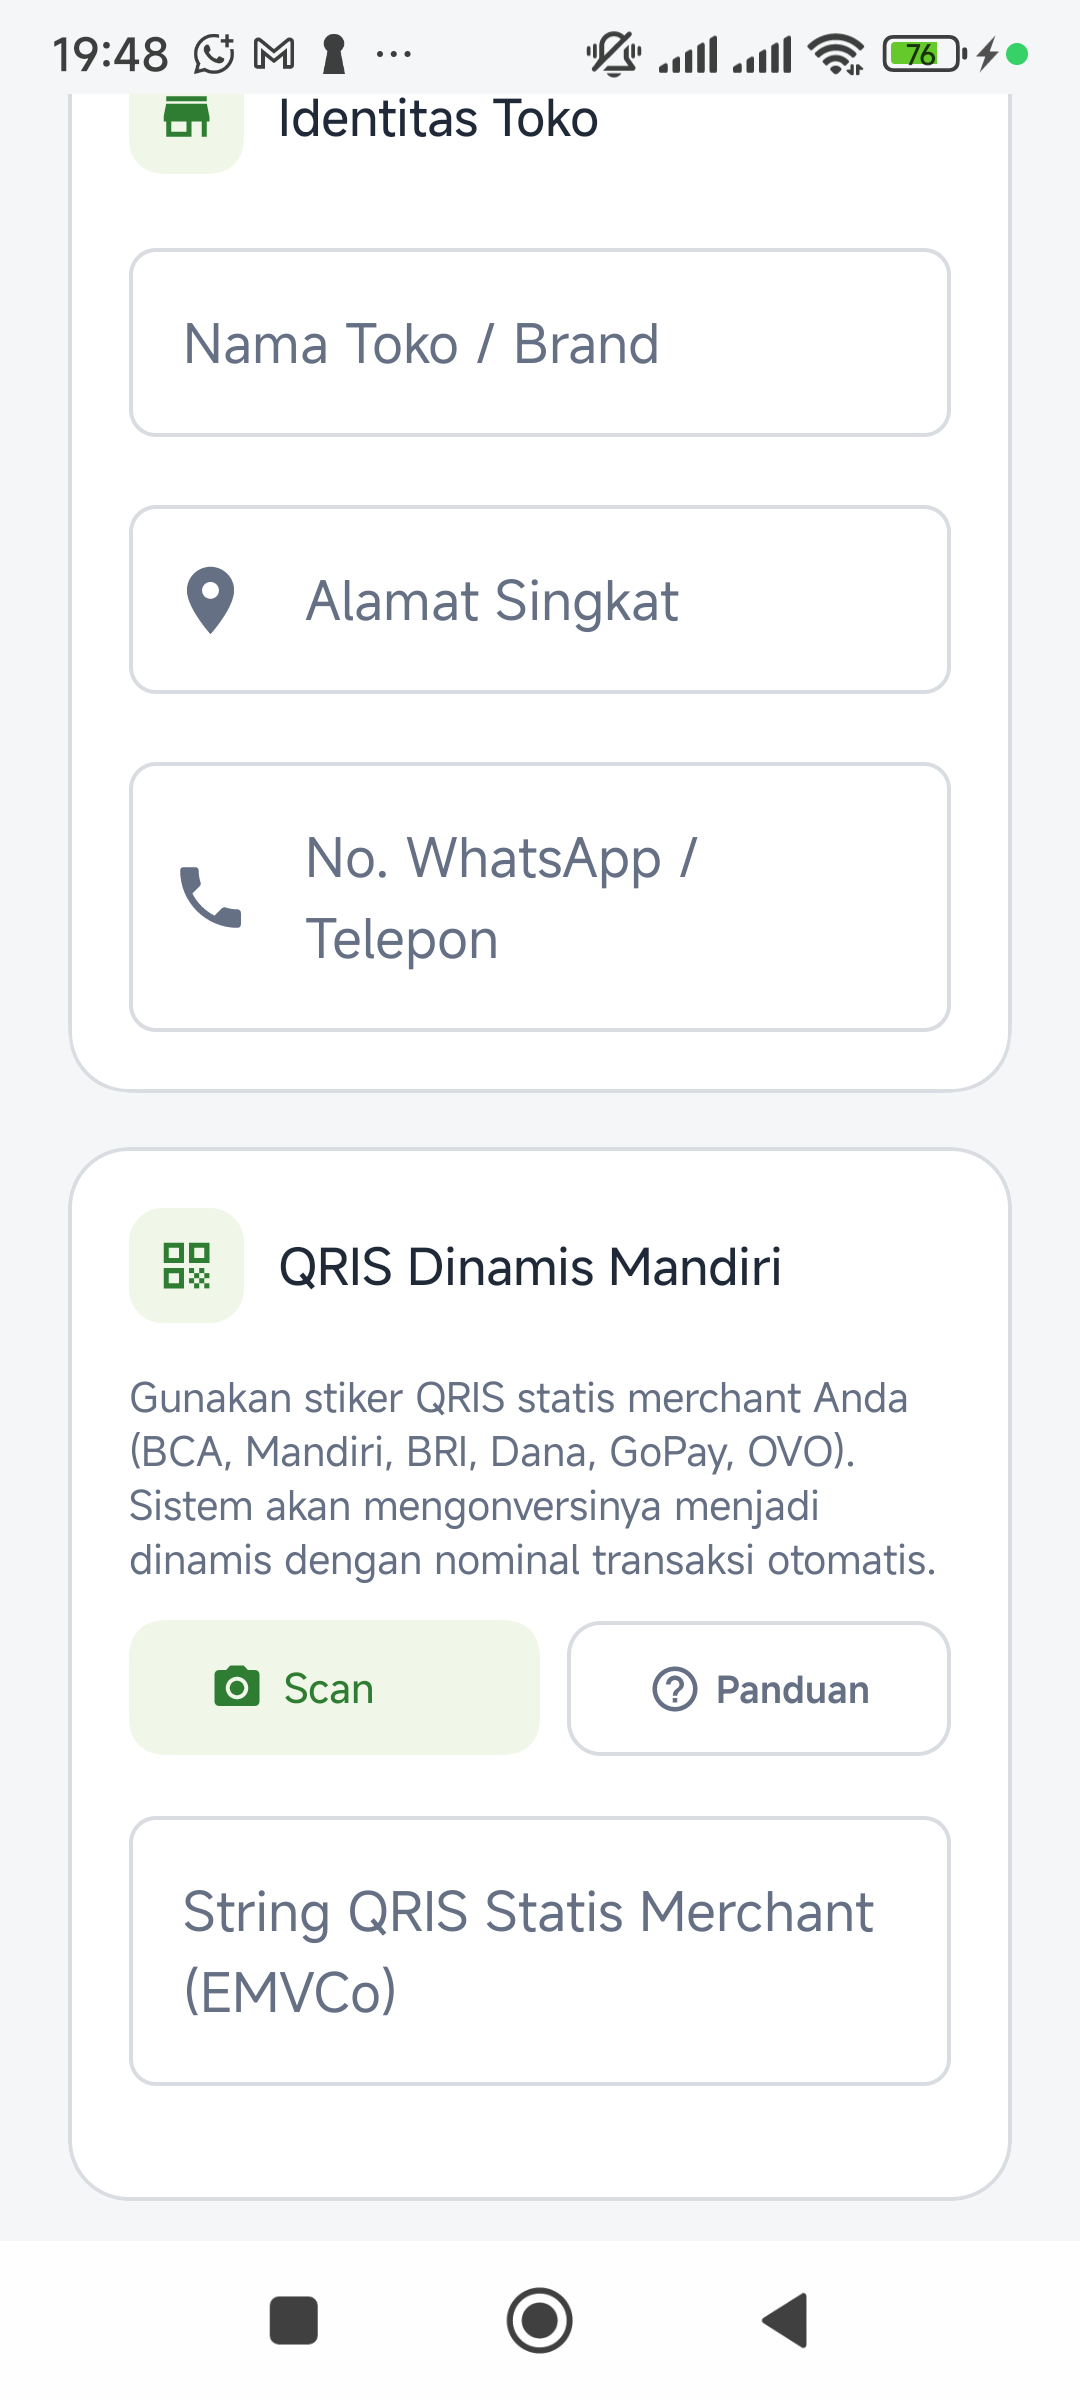 19:48
76
Identitas Toko
Nama Toko / Brand
Alamat Singkat
No. WhatsApp /
Telepon
QRIS Dinamis Mandiri
Gunakan stiker QRIS statis merchant Anda
(BCA, Mandiri, BRI, Dana, GoPay, OVO).
Sistem akan mengonversinya menjadi
dinamis dengan nominal transaksi otomatis.
Scan
Panduan
String QRIS Statis Merchant
(EMVCo)